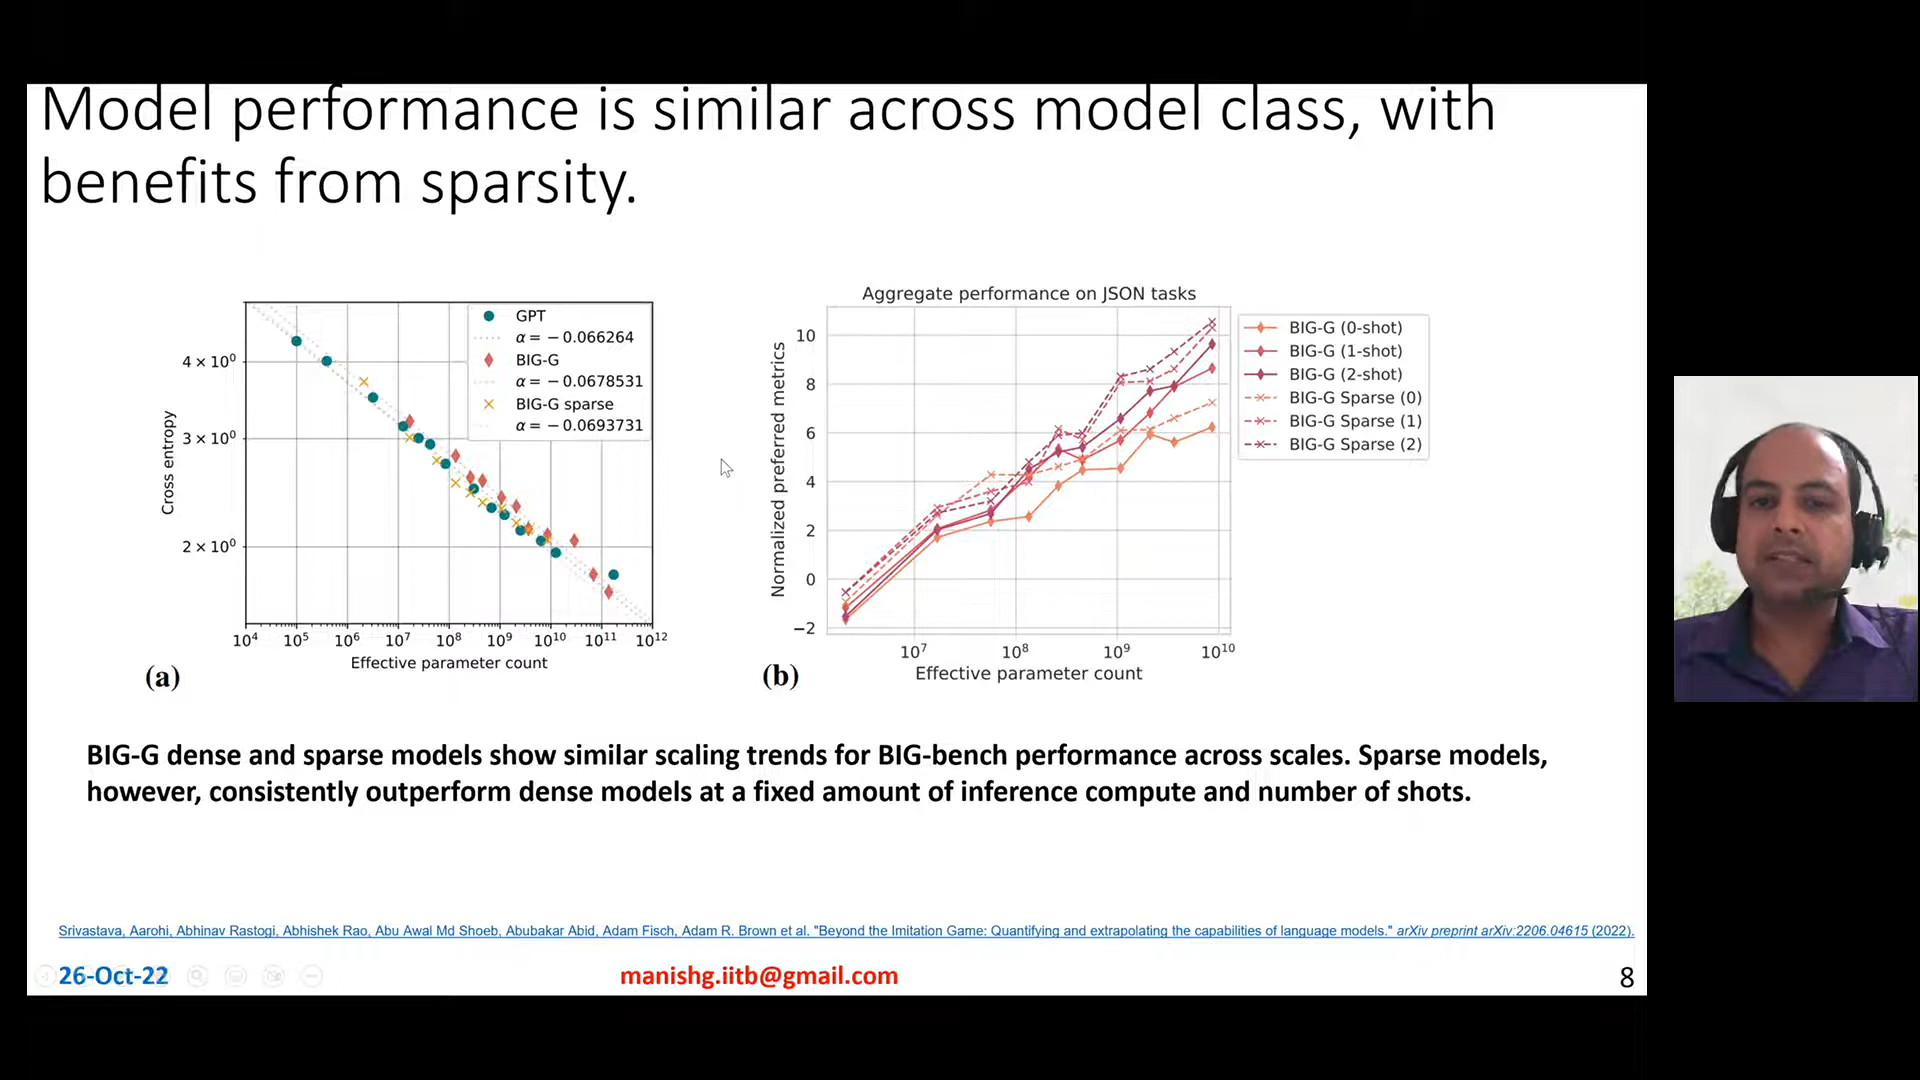 Model performance is similar across model class, with
benefits from sparsity.
GPT
α = − 0.066264
BIG-G
α = − 0.0678531
BIG-G sparse
α = − 0.0693731
4 × 10⁰
3 × 10⁰
2 × 10⁰
Cross entropy
10⁴ 10⁵ 10⁶ 10⁷ 10⁸ 10⁹ 10¹⁰ 10¹¹ 10¹²
Effective parameter count
(a)
Aggregate performance on JSON tasks
10
8
6
4
2
0
−2
Normalized preferred metrics
10⁷ 10⁸ 10⁹ 10¹⁰
Effective parameter count
(b)
BIG-G (0-shot)
BIG-G (1-shot)
BIG-G (2-shot)
BIG-G Sparse (0)
BIG-G Sparse (1)
BIG-G Sparse (2)
BIG-G dense and sparse models show similar scaling trends for BIG-bench performance across scales. Sparse models,
however, consistently outperform dense models at a fixed amount of inference compute and number of shots.
Srivastava, Aarohi, Abhinav Rastogi, Abhishek Rao, Abu Awal Md Shoeb, Abubakar Abid, Adam Fisch, Adam R. Brown et al. "Beyond the Imitation Game: Quantifying and extrapolating the capabilities of language models." arXiv preprint arXiv:2206.04615 (2022).
26-Oct-22
manishg.iitb@gmail.com
8